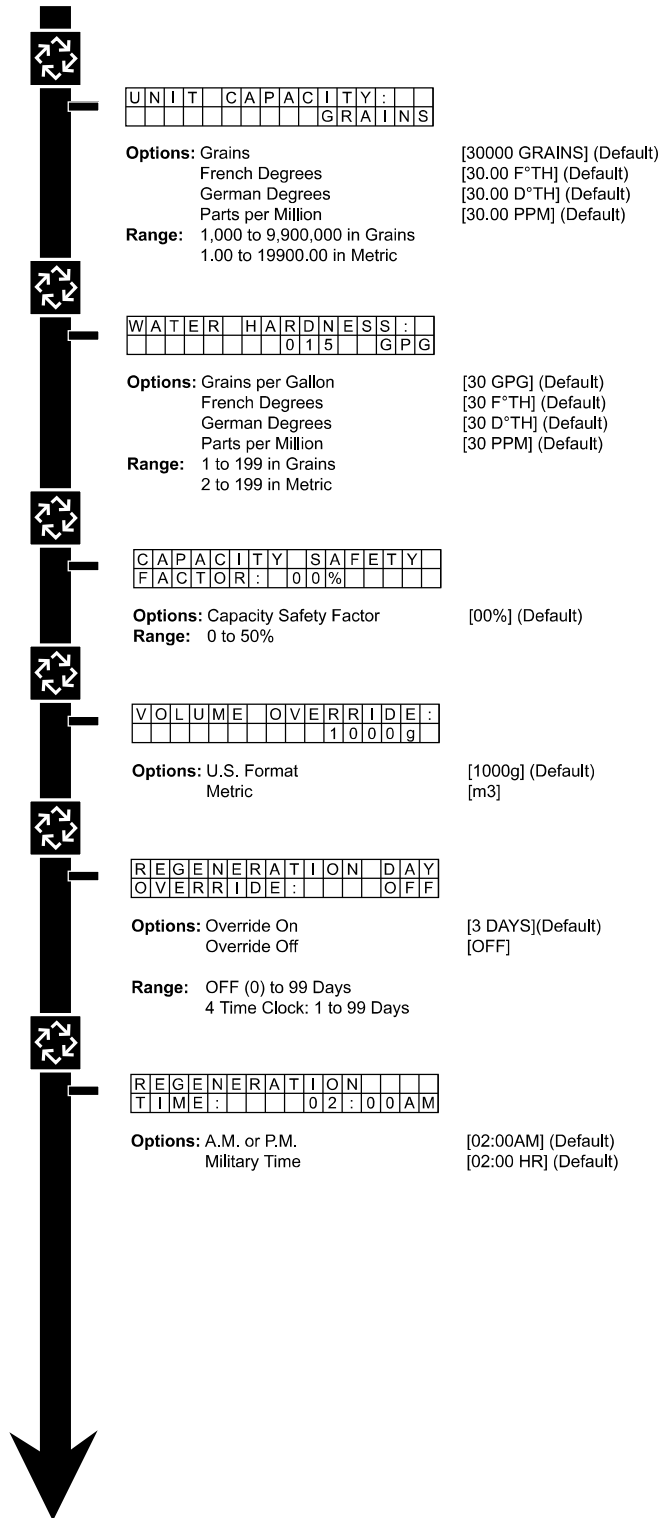 UNIT CAPACITY:
GRAINS
Options: Grains [30000 GRAINS] (Default)
French Degrees [30.00 F°TH] (Default)
German Degrees [30.00 D°TH] (Default)
Parts per Million [30.00 PPM] (Default)
Range: 1,000 to 9,900,000 in Grains
1.00 to 19900.00 in Metric
WATER HARDNESS:
015 GPG
Options: Grains per Gallon [30 GPG] (Default)
French Degrees [30 F°TH] (Default)
German Degrees [30 D°TH] (Default)
Parts per Million [30 PPM] (Default)
Range: 1 to 199 in Grains
2 to 199 in Metric
CAPACITY SAFETY
FACTOR: 00%
Options: Capacity Safety Factor [00%] (Default)
Range: 0 to 50%
VOLUME OVERRIDE:
1000g
Options: U.S. Format [1000g] (Default)
Metric [m3]
REGENERATION DAY
OVERRIDE: OFF
Options: Override On [3 DAYS](Default)
Override Off [OFF]
Range: OFF (0) to 99 Days
4 Time Clock: 1 to 99 Days
REGENERATION
TIME: 02:00AM
Options: A.M. or P.M. [02:00AM] (Default)
Military Time [02:00 HR] (Default)